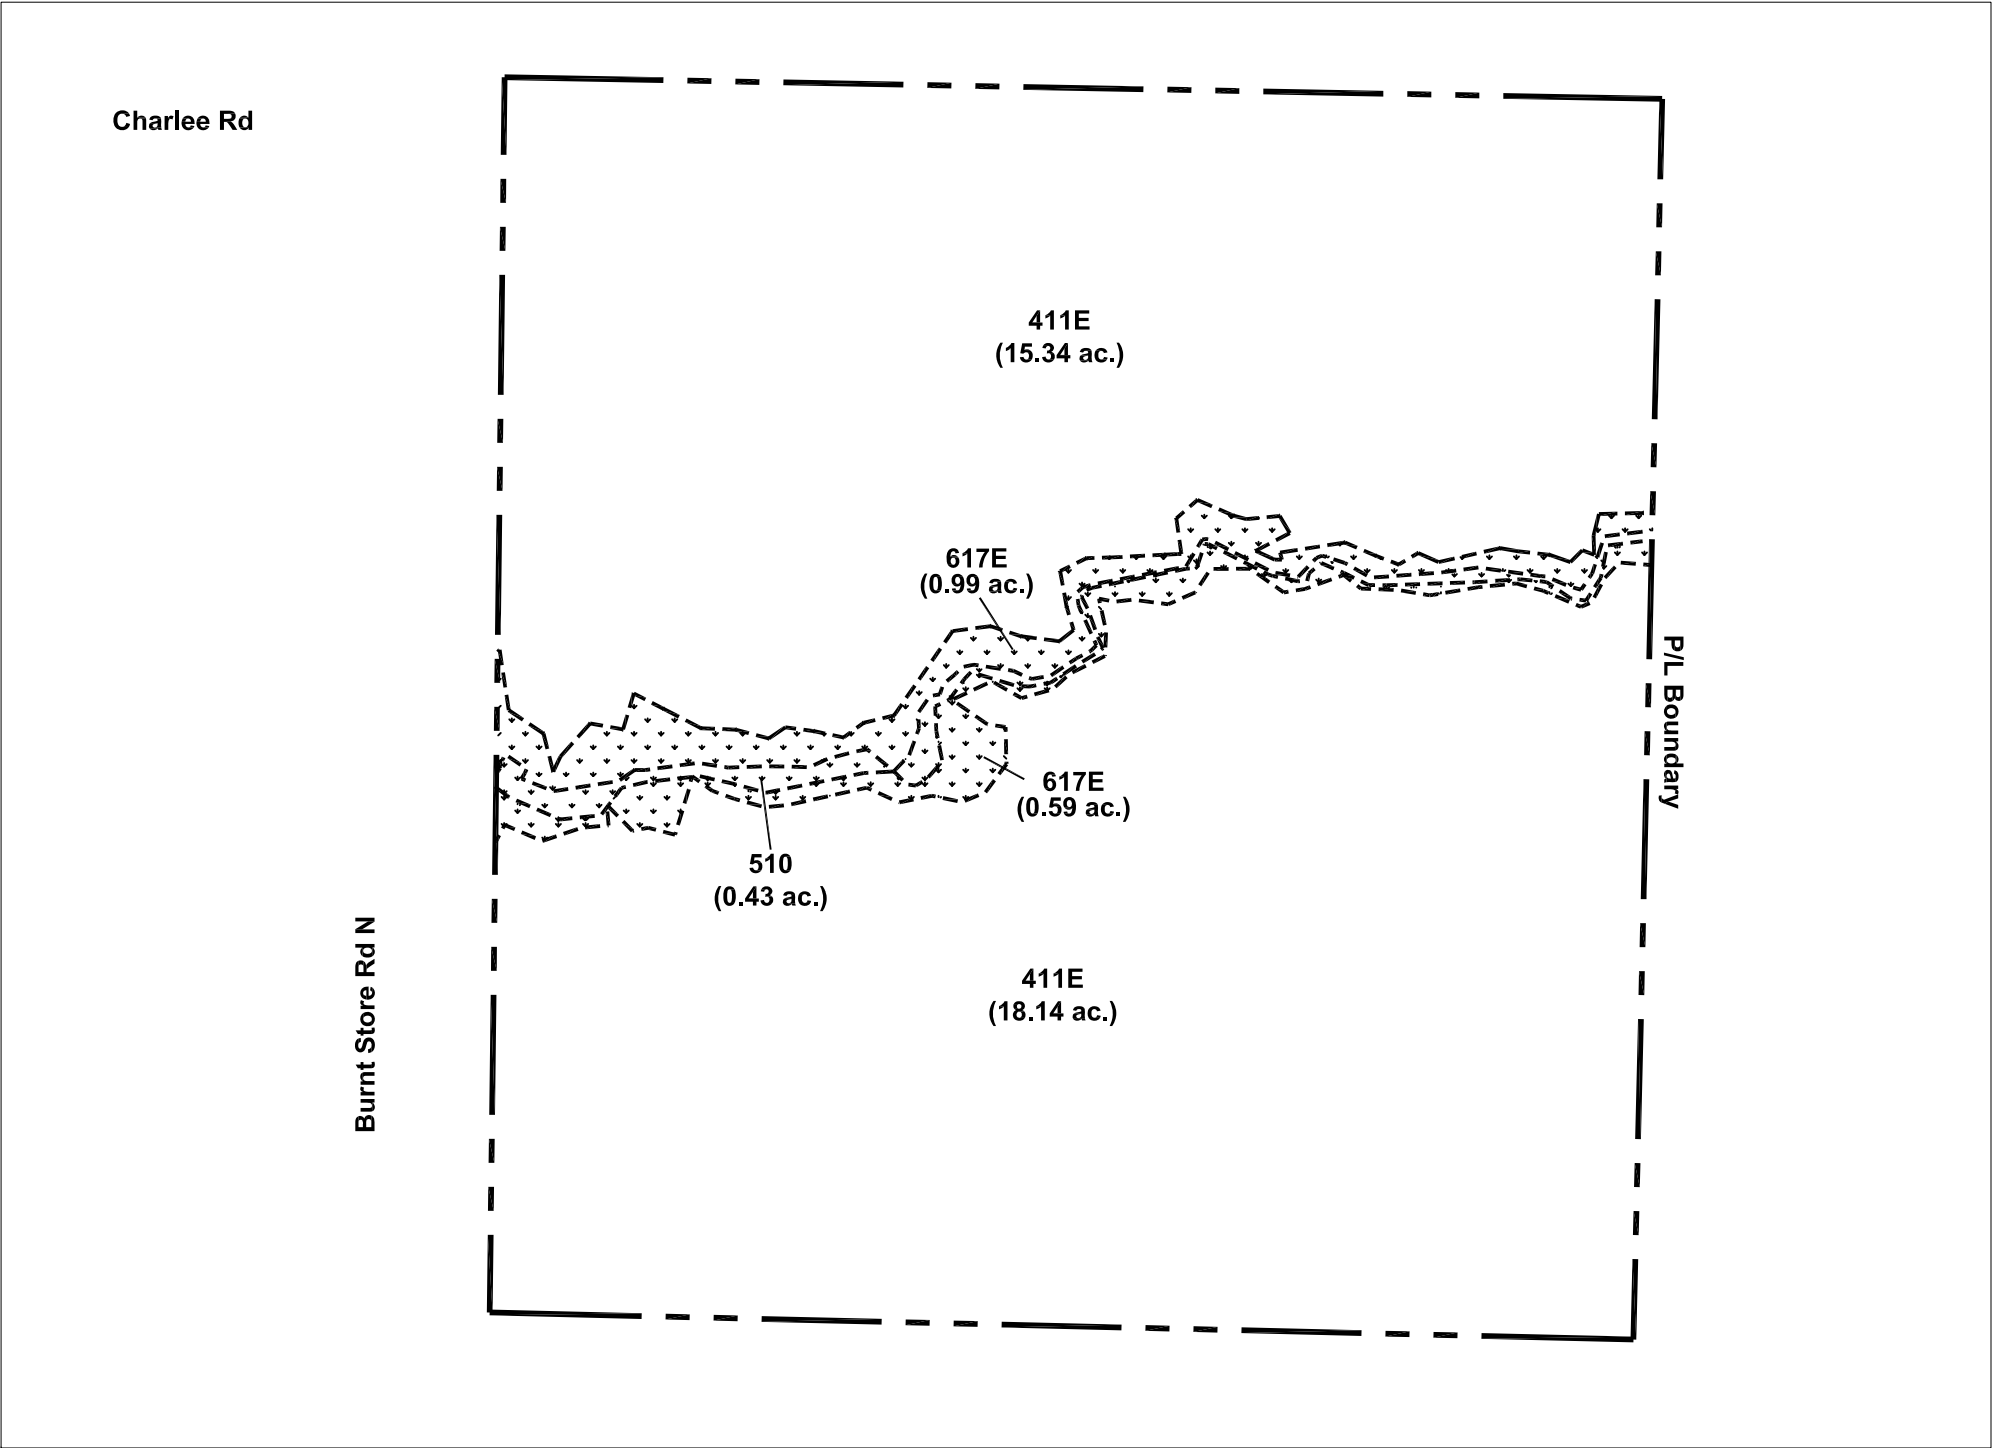 Charlee Rd
411E
(15.34 ac.)
617E
(0.99 ac.)
P/L Boundary
617E
(0.59 ac.)
510
(0.43 ac.)
Burnt Store Rd N
411E
(18.14 ac.)